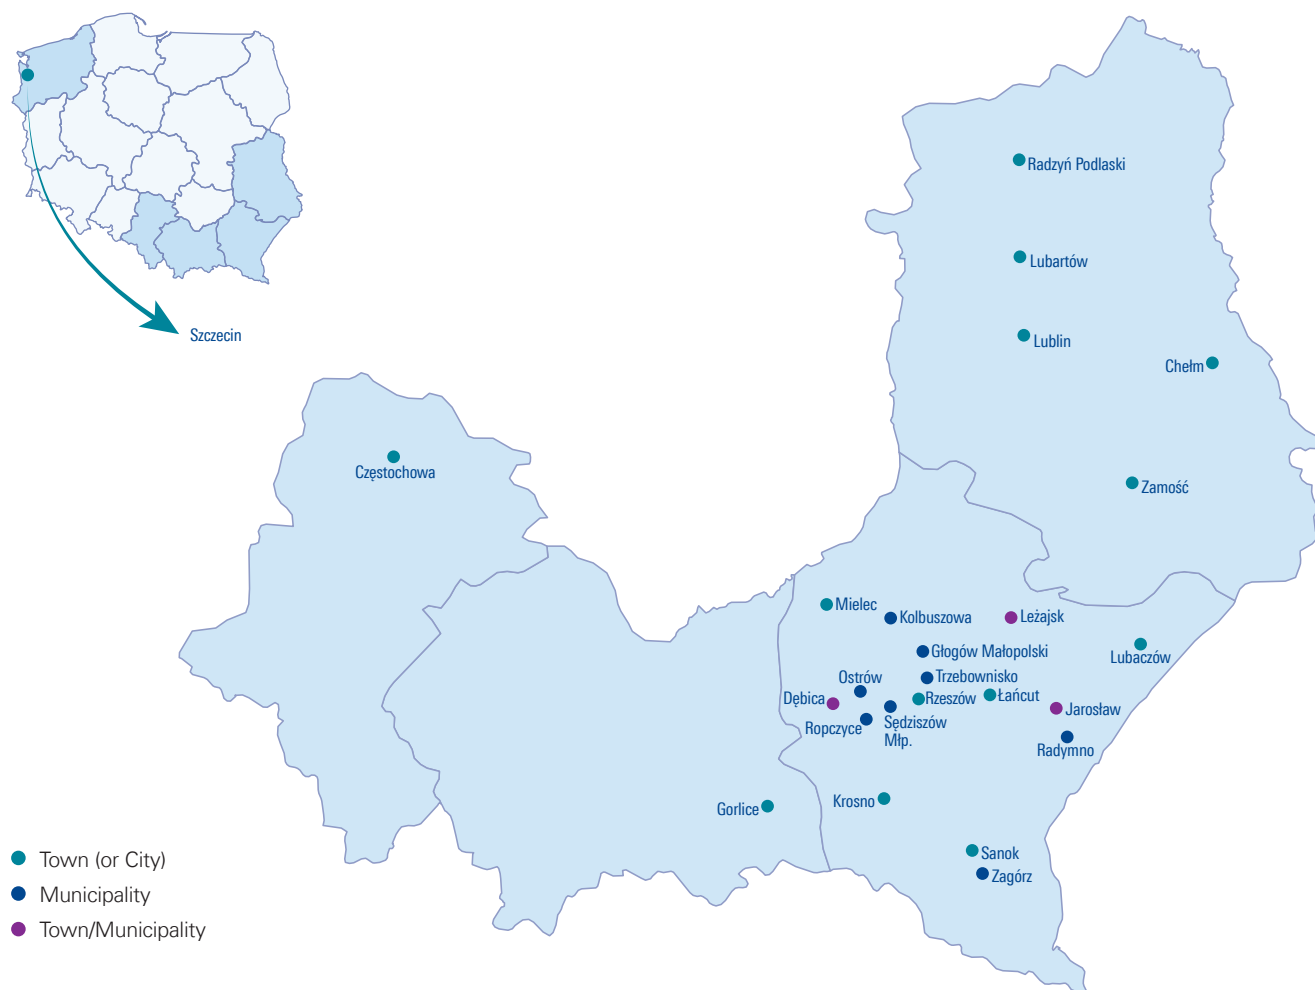 Szczecin
Radzyń Podlaski
Lubartów
Lublin
Chełm
Częstochowa
Zamość
Mielec
Kolbuszowa
Leżajsk
Głogów Małopolski
Lubaczów
Ostrów
Trzebownisko
Dębica
Rzeszów
Łańcut
Jarosław
Ropczyce
Sędziszów
Młp.
Radymno
Gorlice
Krosno
Sanok
Zagórz
Town (or City)
Municipality
Town/Municipality